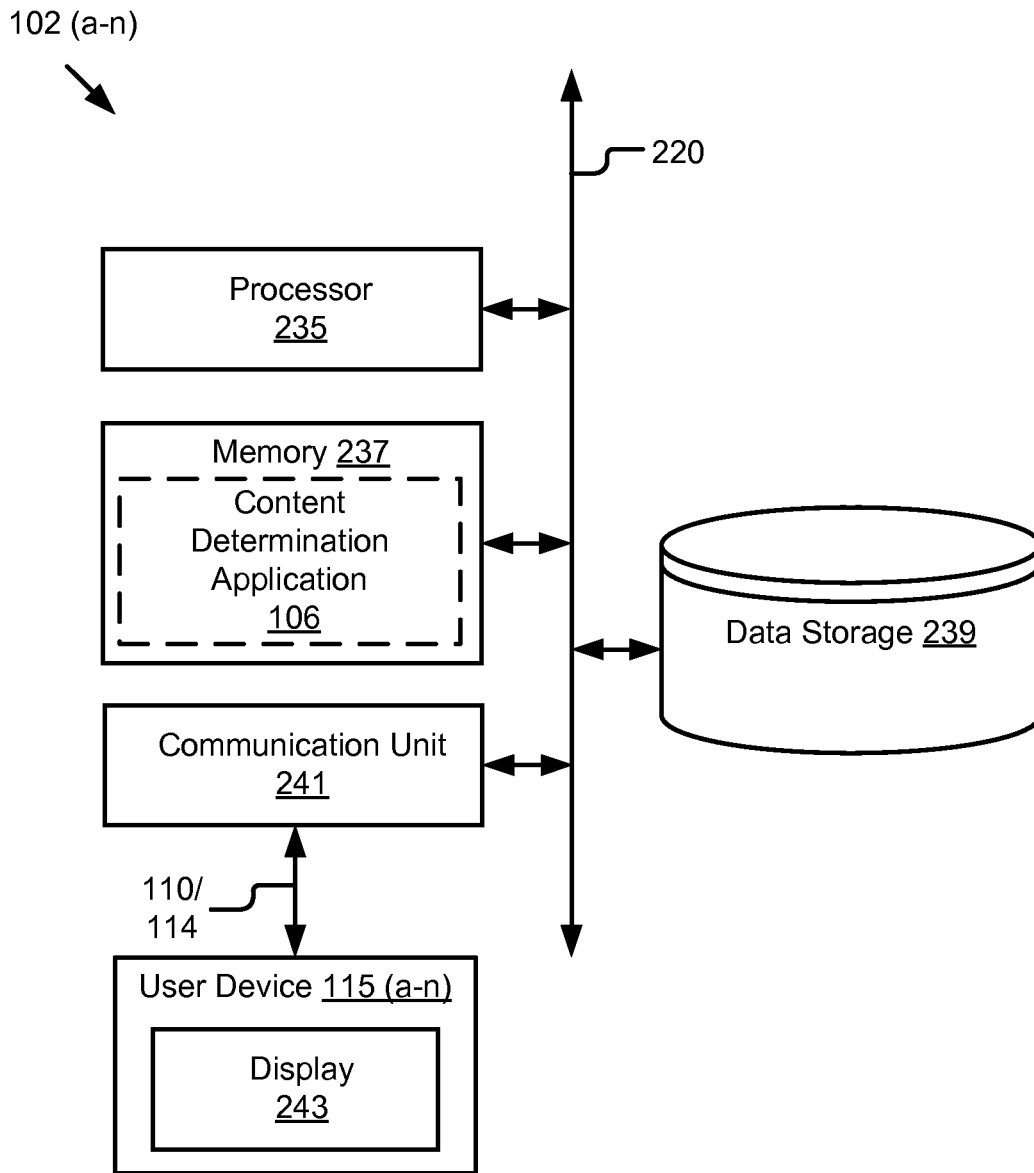 102 (a-n)
220
Processor
235
Memory 237
Content
Determination
Application
106
Data Storage 239
Communication Unit
241
110/
114
User Device 115 (a-n)
Display
243